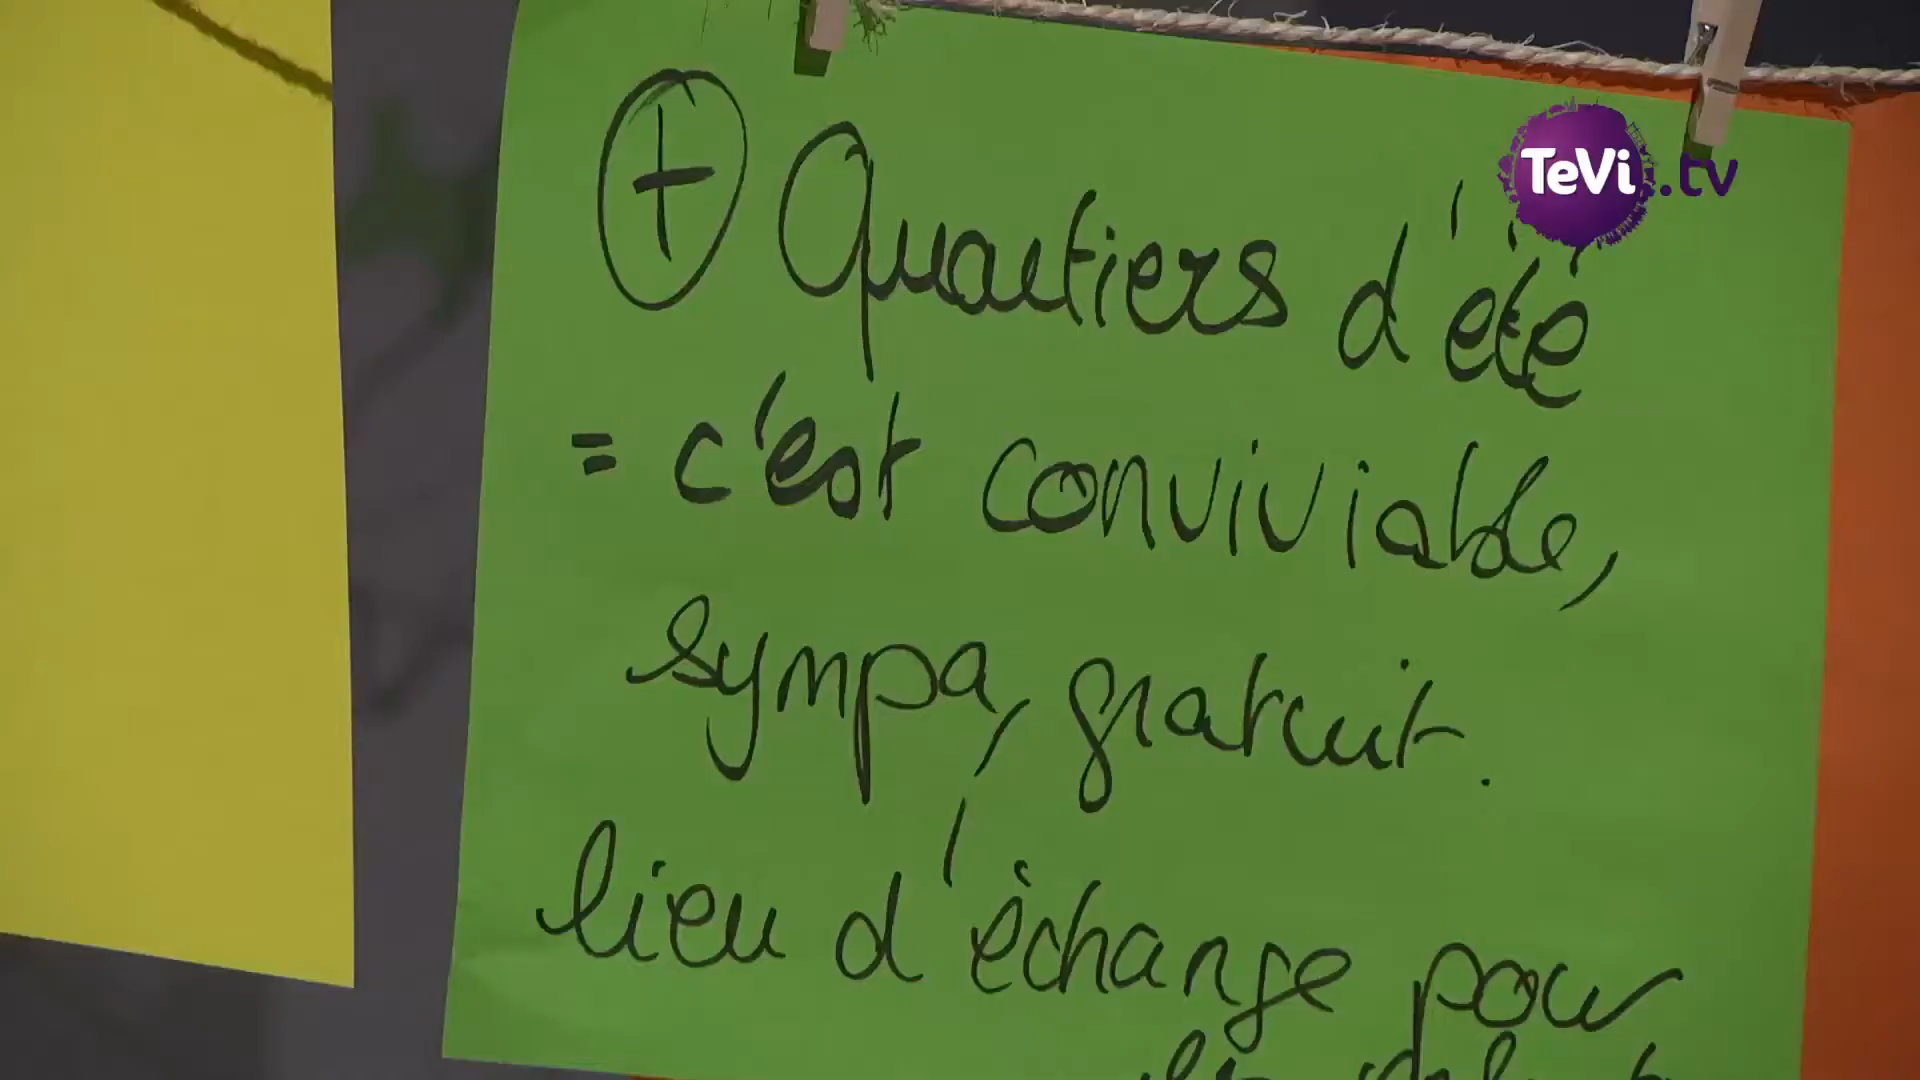 TeVi.tv
+ Quartiers d'été
= c'est conviviable,
sympa, gratuit.
lieu d'échange pour